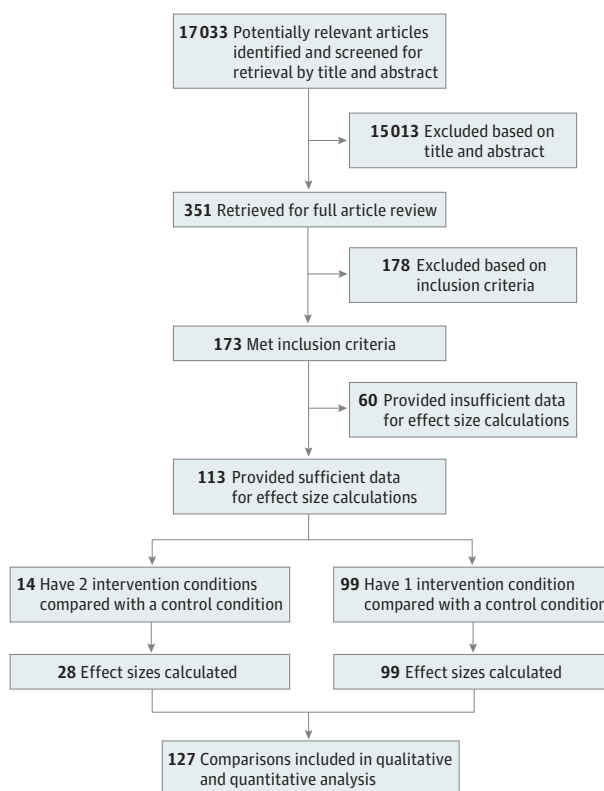 17 033 Potentially relevant articles
identified and screened for
retrieval by title and abstract
15 013 Excluded based on
title and abstract
351 Retrieved for full article review
178 Excluded based on
inclusion criteria
173 Met inclusion criteria
60 Provided insufficient data
for effect size calculations
113 Provided sufficient data
for effect size calculations
14 Have 2 intervention conditions
compared with a control condition
99 Have 1 intervention condition
compared with a control condition
28 Effect sizes calculated
99 Effect sizes calculated
127 Comparisons included in qualitative
and quantitative analysis